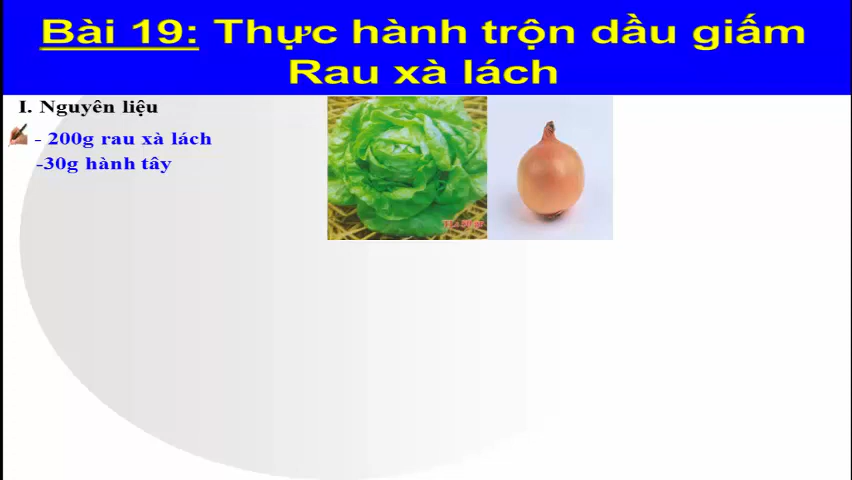 Bài 19: Thực hành trộn dầu giấm
Rau xà lách
I. Nguyên liệu
- 200g rau xà lách
-30g hành tây